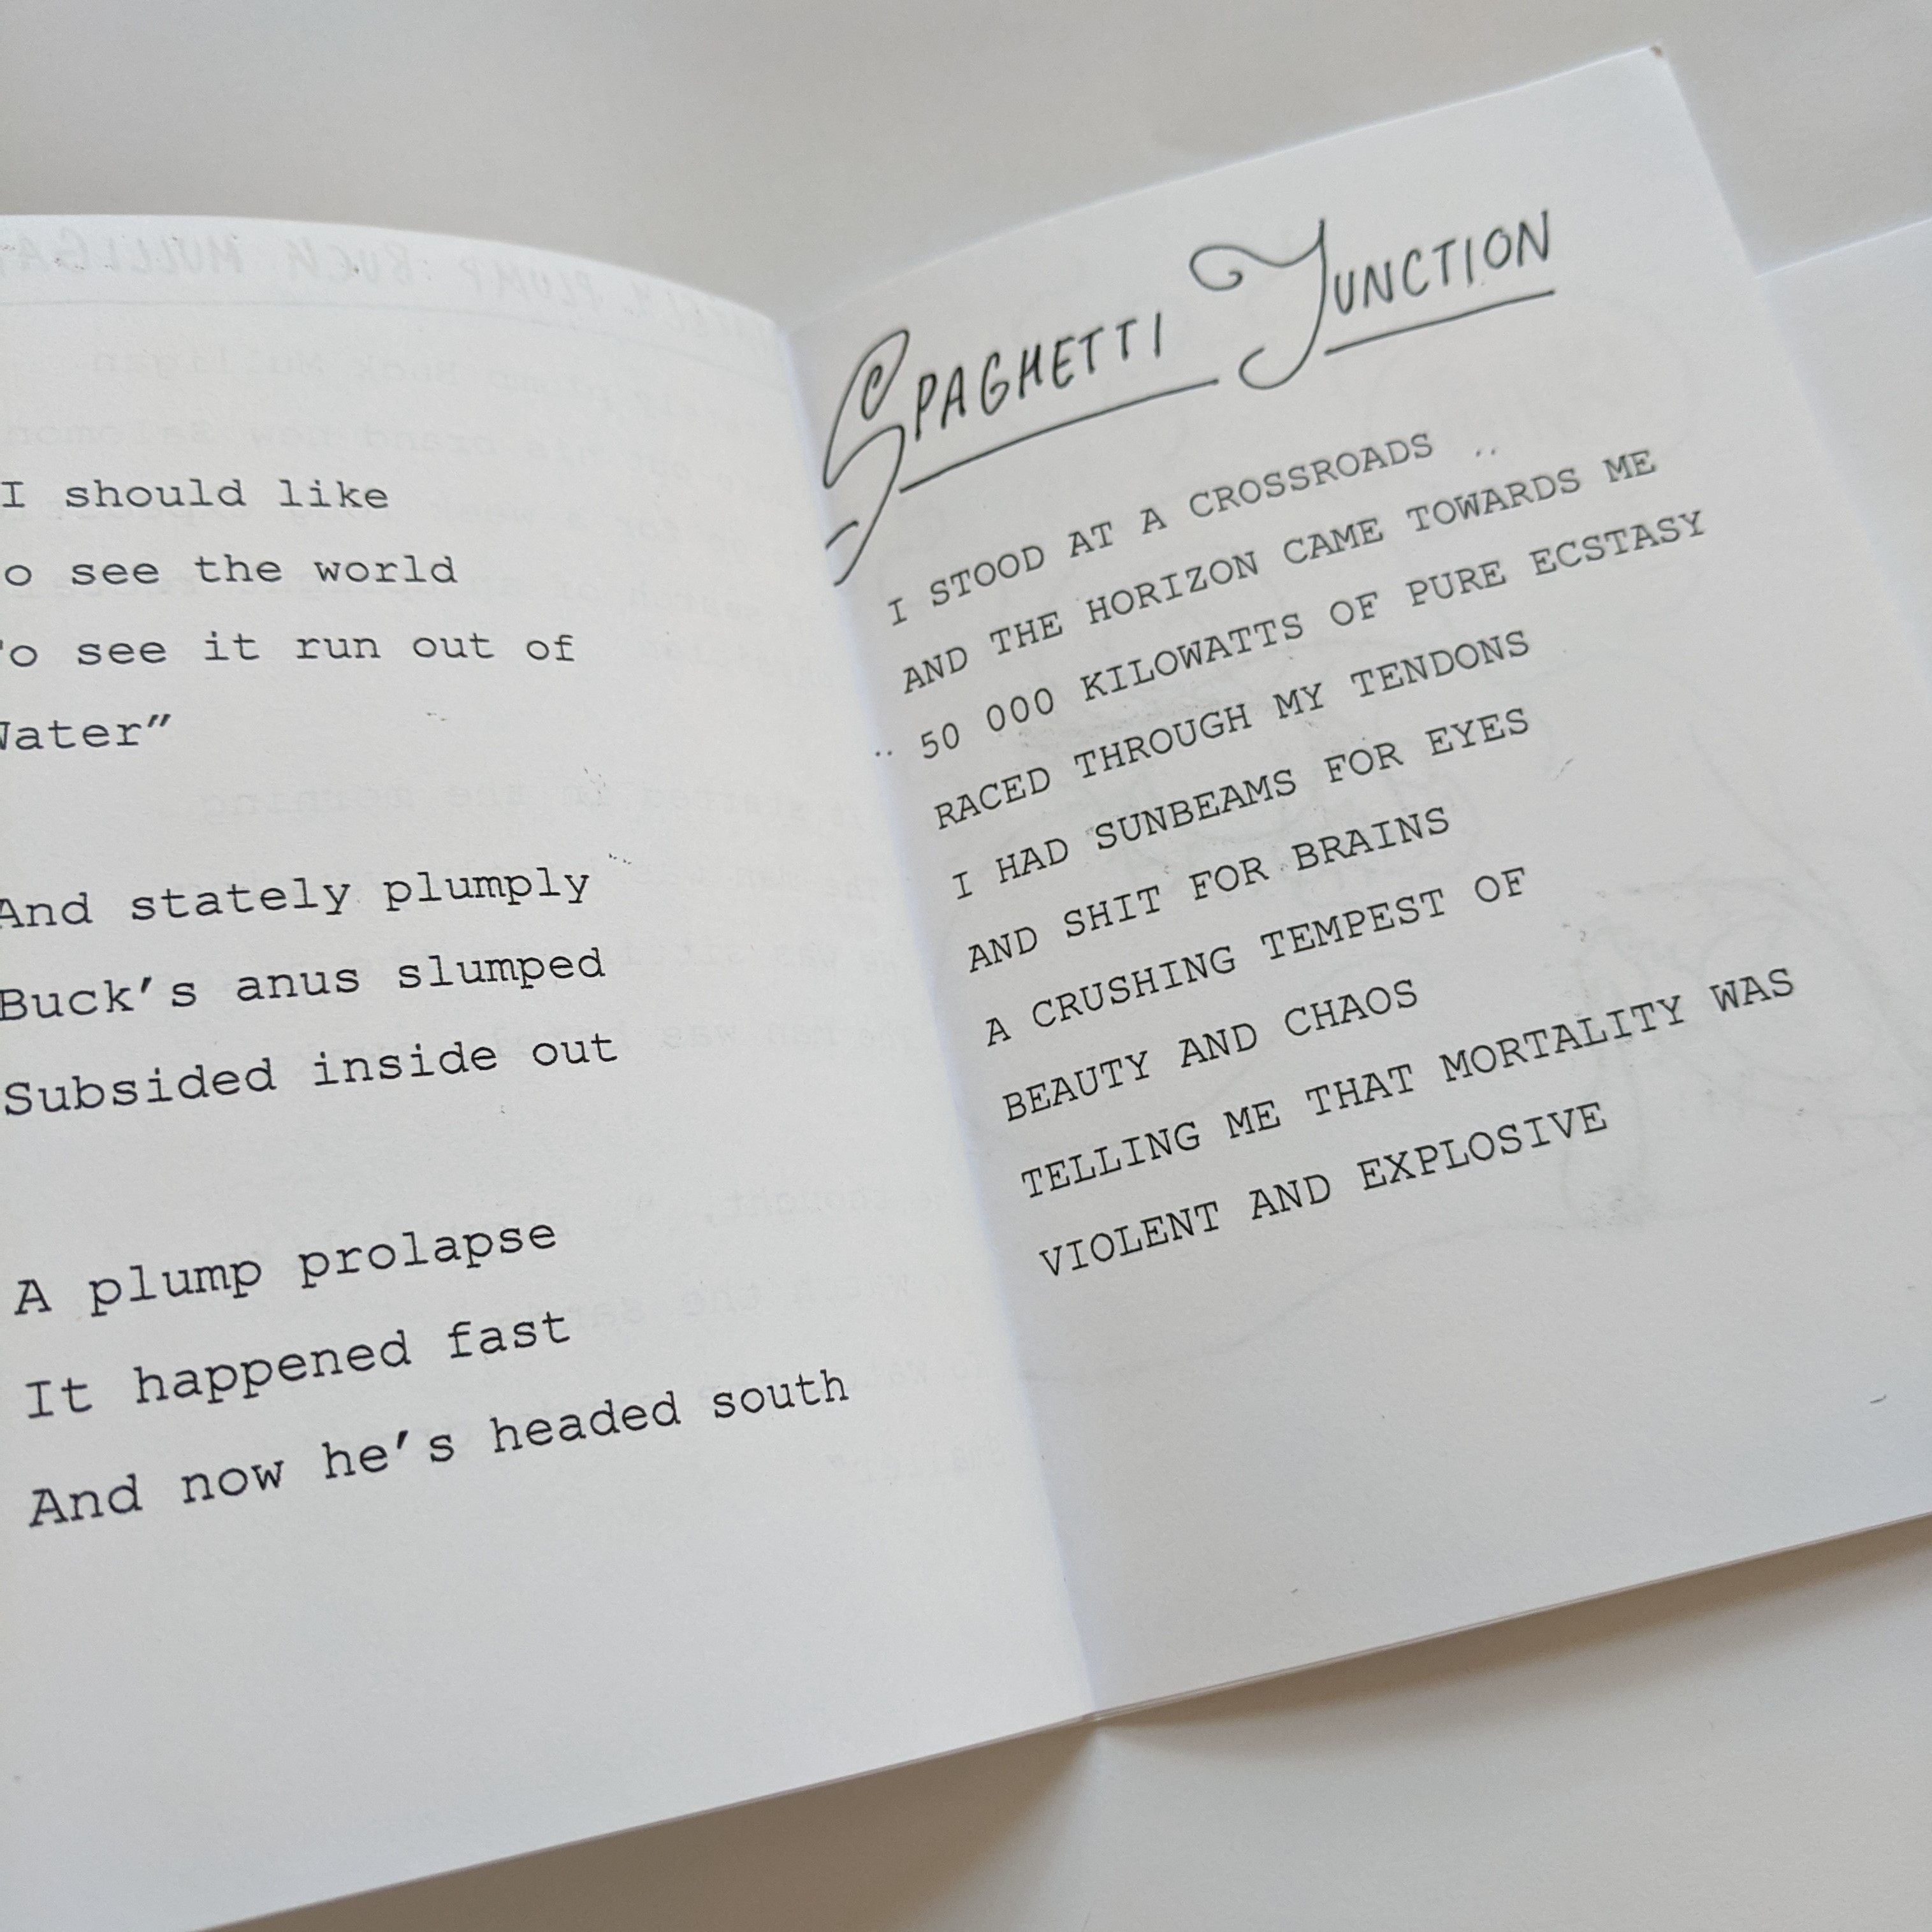 I should like
o see the world
o see it run out of
Water"
And stately plumply
Buck's anus slumped
Subsided inside out
A plump prolapse
It happened fast
And now he's headed south
SPAGHETTI JUNCTION
I STOOD AT A CROSSROADS ..
AND THE HORIZON CAME TOWARDS ME
.. 50 000 KILOWATTS OF PURE ECSTASY
RACED THROUGH MY TENDONS
I HAD SUNBEAMS FOR EYES
AND SHIT FOR BRAINS
A CRUSHING TEMPEST OF
BEAUTY AND CHAOS
TELLING ME THAT MORTALITY WAS
VIOLENT AND EXPLOSIVE